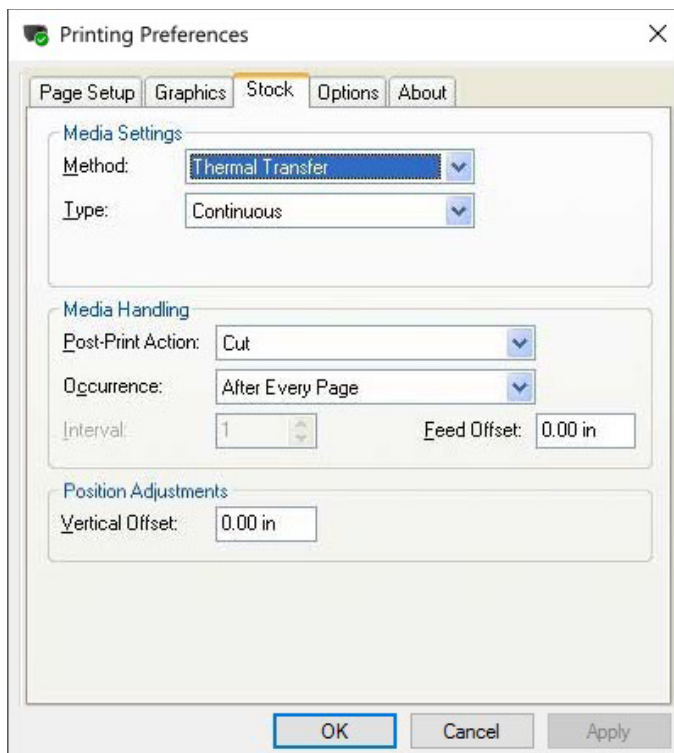 Printing Preferences
Page Setup Graphics Stock Options About
Media Settings
Method: Thermal Transfer
Type: Continuous
Media Handling
Post-Print Action: Cut
Occurrence: After Every Page
Interval: 1 Feed Offset: 0.00 in
Position Adjustments
Vertical Offset: 0.00 in
OK Cancel Apply